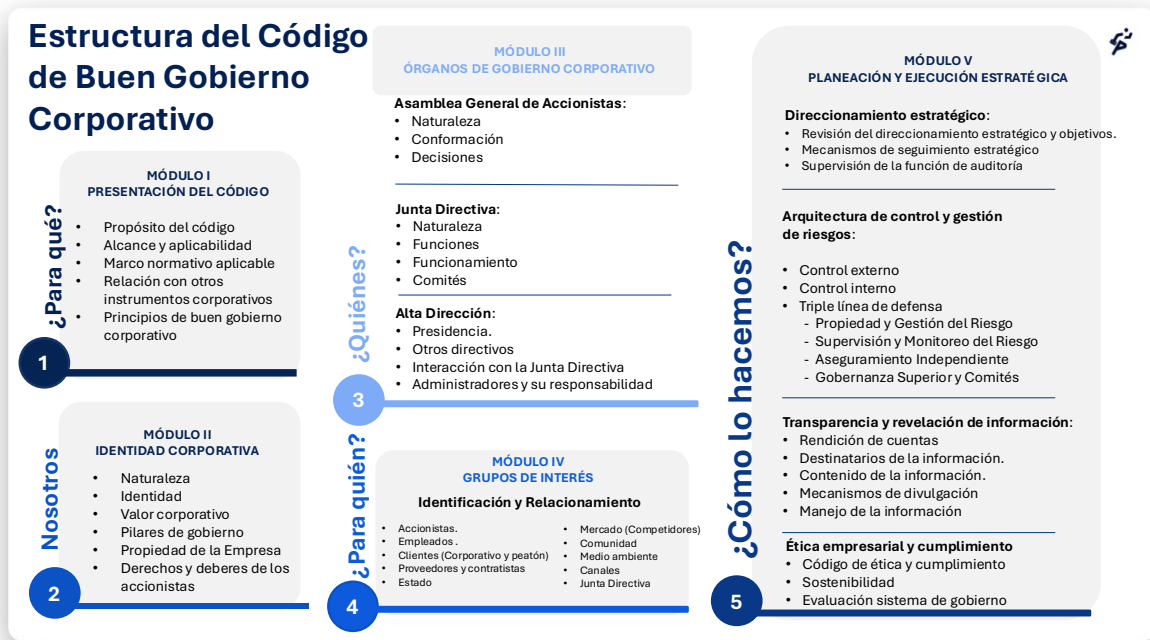 Estructura del Código
de Buen Gobierno
Corporativo
MÓDULO I
PRESENTACIÓN DEL CÓDIGO
¿Para qué?
• Propósito del código
• Alcance y aplicabilidad
• Marco normativo aplicable
• Relación con otros
instrumentos corporativos
• Principios de buen gobierno
corporativo
1
MÓDULO II
IDENTIDAD CORPORATIVA
Nosotros
• Naturaleza
• Identidad
• Valor corporativo
• Pilares de gobierno
• Propiedad de la Empresa
• Derechos y deberes de los
accionistas
2
MÓDULO III
ÓRGANOS DE GOBIERNO CORPORATIVO
¿Quiénes?
Asamblea General de Accionistas:
• Naturaleza
• Conformación
• Decisiones
Junta Directiva:
• Naturaleza
• Funciones
• Funcionamiento
• Comités
Alta Dirección:
• Presidencia.
• Otros directivos
• Interacción con la Junta Directiva
• Administradores y su responsabilidad
3
MÓDULO IV
GRUPOS DE INTERÉS
¿Para quién?
Identificación y Relacionamiento
• Accionistas.
• Empleados .
• Clientes (Corporativo y peatón)
• Proveedores y contratistas
• Estado
• Mercado (Competidores)
• Comunidad
• Medio ambiente
• Canales
• Junta Directiva
4
MÓDULO V
PLANEACIÓN Y EJECUCIÓN ESTRATÉGICA
¿Cómo lo hacemos?
Direccionamiento estratégico:
• Revisión del direccionamiento estratégico y objetivos.
• Mecanismos de seguimiento estratégico
• Supervisión de la función de auditoría
Arquitectura de control y gestión
de riesgos:
• Control externo
• Control interno
• Triple línea de defensa
- Propiedad y Gestión del Riesgo
- Supervisión y Monitoreo del Riesgo
- Aseguramiento Independiente
- Gobernanza Superior y Comités
Transparencia y revelación de información:
• Rendición de cuentas
• Destinatarios de la información.
• Contenido de la información.
• Mecanismos de divulgación
• Manejo de la información
Ética empresarial y cumplimiento
• Código de ética y cumplimiento
• Sostenibilidad
• Evaluación sistema de gobierno
5